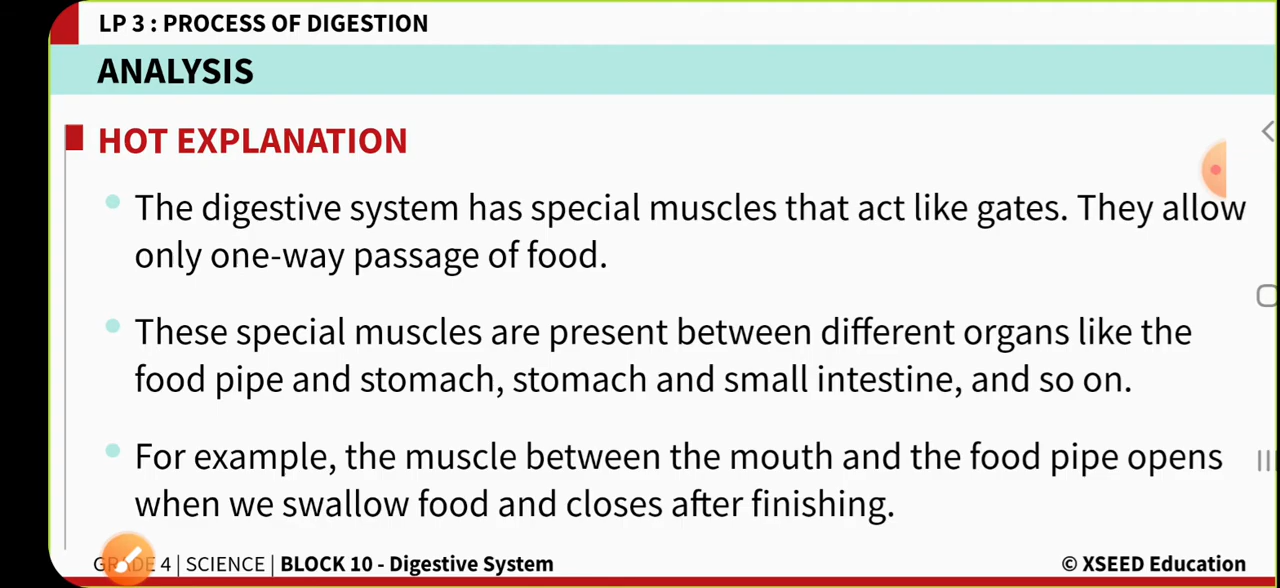 LP 3 : PROCESS OF DIGESTION
ANALYSIS
HOT EXPLANATION
The digestive system has special muscles that act like gates. They allow
only one-way passage of food.
These special muscles are present between different organs like the
food pipe and stomach, stomach and small intestine, and so on.
For example, the muscle between the mouth and the food pipe opens
when we swallow food and closes after finishing.
GRADE 4 | SCIENCE | BLOCK 10 - Digestive System
© XSEED Education